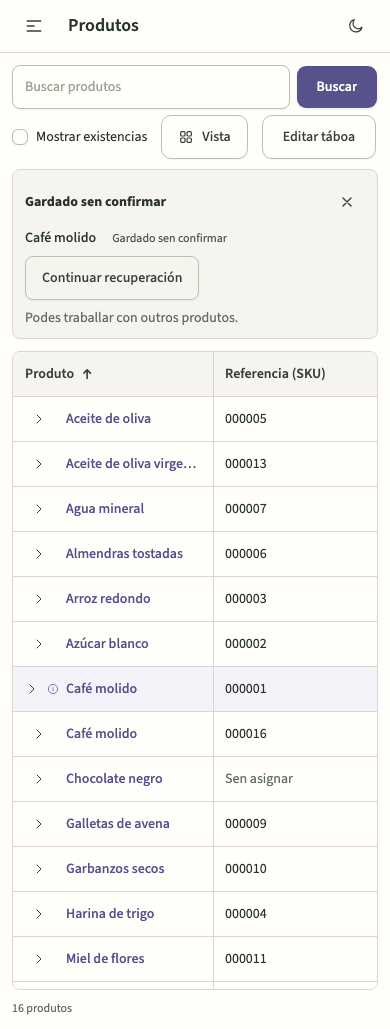 Produtos
Buscar produtos
Buscar
Mostrar existencias
Vista
Editar táboa
Gardado sen confirmar
Café molido Gardado sen confirmar
Continuar recuperación
Podes traballar con outros produtos.
Produto Referencia (SKU)
Aceite de oliva 000005
Aceite de oliva virge… 000013
Agua mineral 000007
Almendras tostadas 000006
Arroz redondo 000003
Azúcar blanco 000002
Café molido 000001
Café molido 000016
Chocolate negro Sen asignar
Galletas de avena 000009
Garbanzos secos 000010
Harina de trigo 000004
Miel de flores 000011
16 produtos